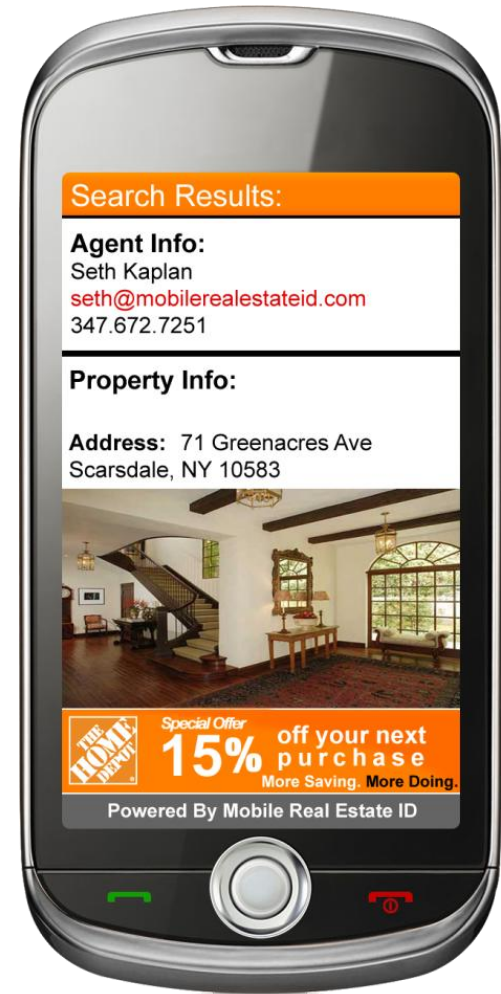 Search Results:
Agent Info:
Seth Kaplan
seth@mobilerealestateid.com
347.672.7251
Property Info:
Address: 71 Greenacres Ave
Scarsdale, NY 10583
THE
HOME
DEPOT
Special Offer
15%
off your next
purchase
More Saving. More Doing.
Powered By Mobile Real Estate ID